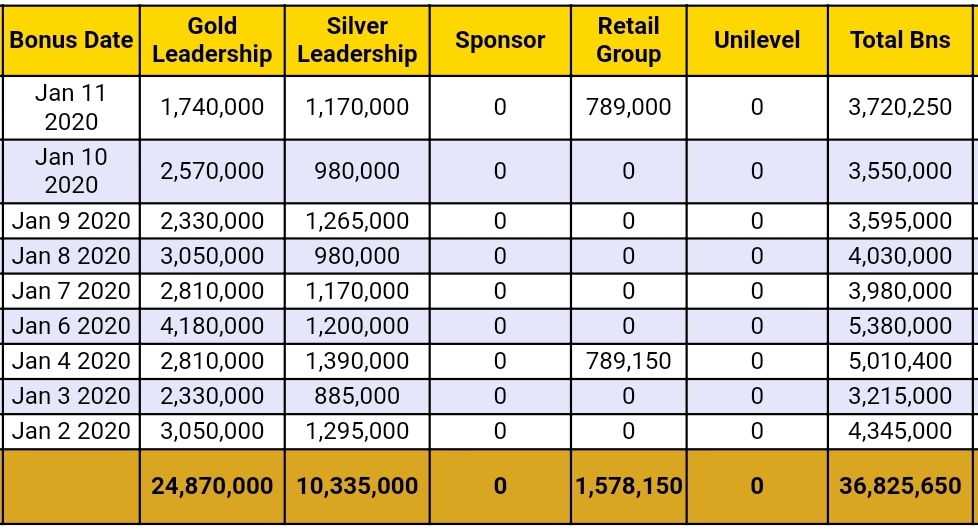 Bonus Date Gold Leadership Silver Leadership Sponsor Retail Group Unilevel Total Bns
Jan 11 2020 1,740,000 1,170,000 0 789,000 0 3,720,250
Jan 10 2020 2,570,000 980,000 0 0 0 3,550,000
Jan 9 2020 2,330,000 1,265,000 0 0 0 3,595,000
Jan 8 2020 3,050,000 980,000 0 0 0 4,030,000
Jan 7 2020 2,810,000 1,170,000 0 0 0 3,980,000
Jan 6 2020 4,180,000 1,200,000 0 0 0 5,380,000
Jan 4 2020 2,810,000 1,390,000 0 789,150 0 5,010,400
Jan 3 2020 2,330,000 885,000 0 0 0 3,215,000
Jan 2 2020 3,050,000 1,295,000 0 0 0 4,345,000
24,870,000 10,335,000 0 1,578,150 0 36,825,650